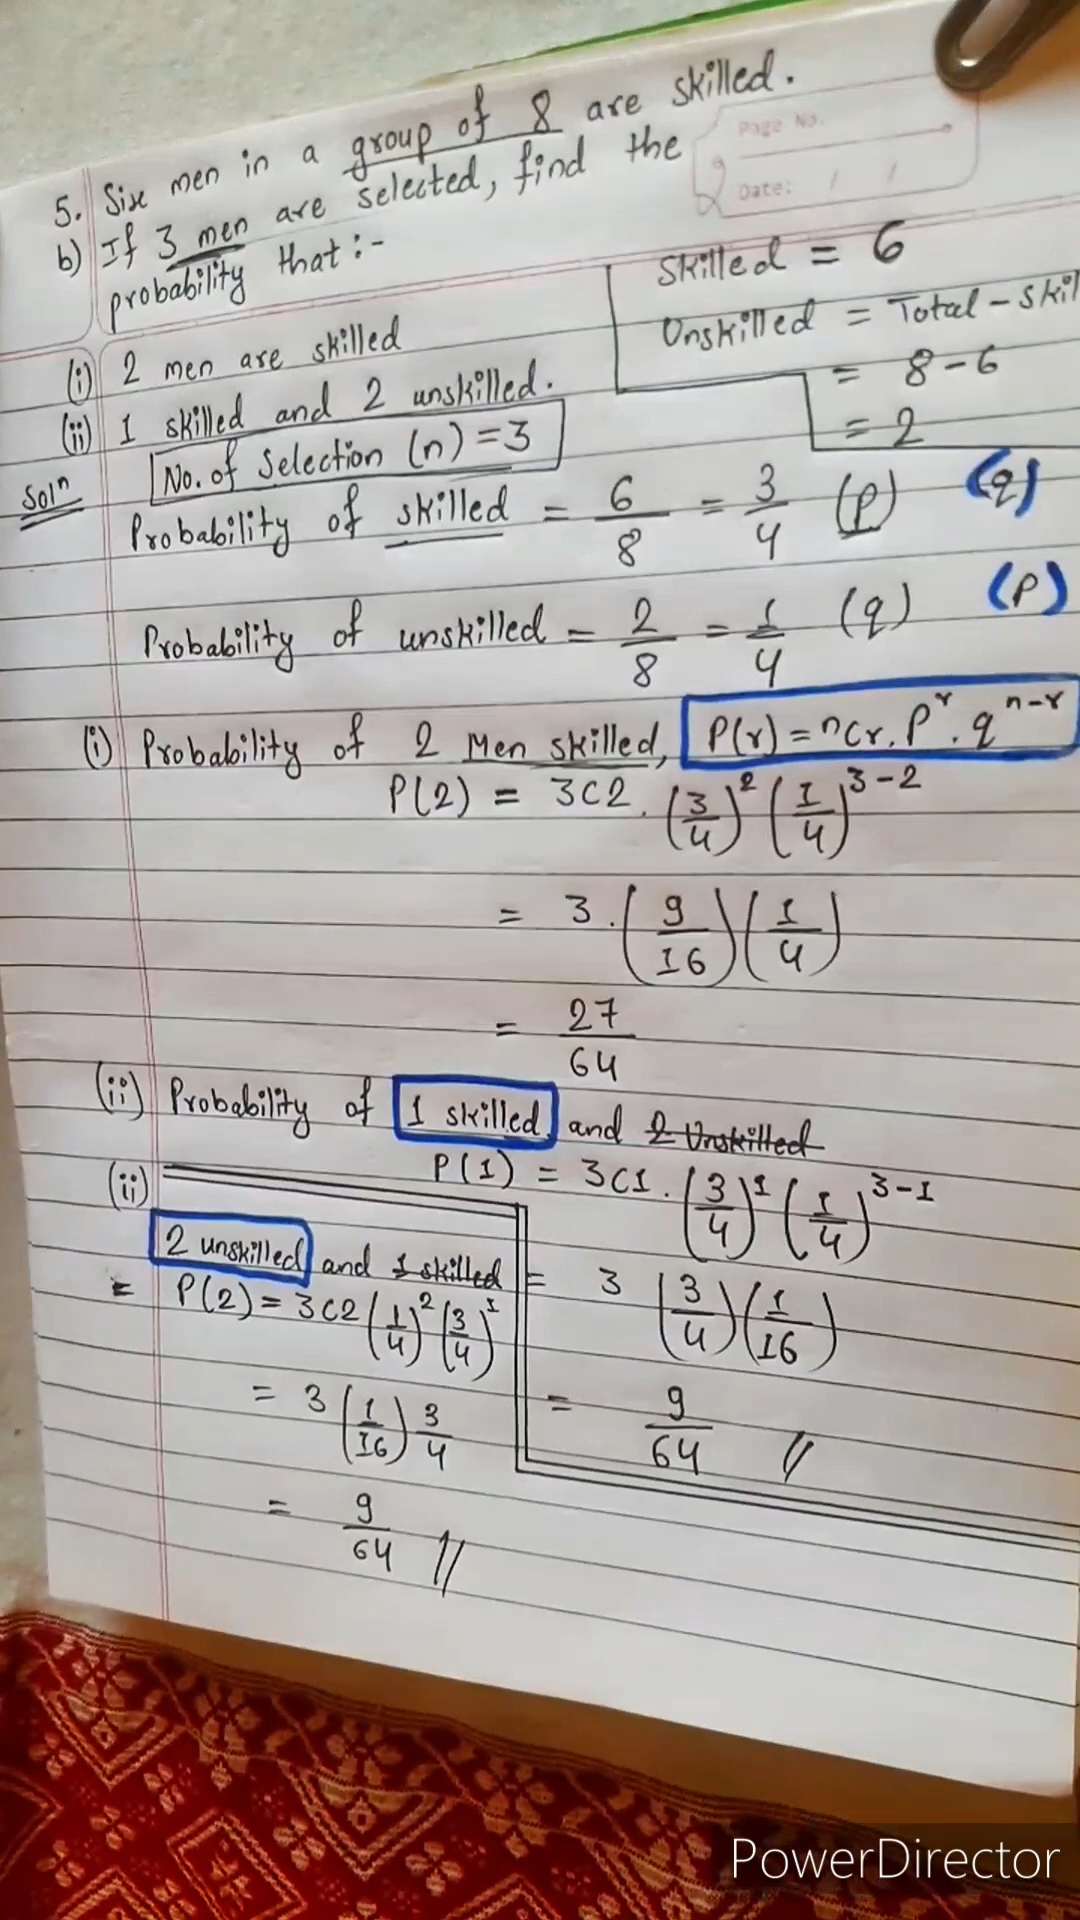 5. Six men in a group of 8 are skilled.
b) If 3 men are selected, find the
probability that :-
Page No.
Date: / /
(i) 2 men are skilled
(ii) 1 skilled and 2 unskilled.
Skilled = 6
Unskilled = Total - Skil
= 8-6
= 2
Solⁿ No. of Selection (n) = 3
Probability of skilled = 6/8 = 3/4 (p) (q)
Probability of unskilled = 2/8 = 1/4 (q) (p)
(i) Probability of 2 Men skilled, P(r) = ⁿCr. P^r . q^n-r
P(2) = 3C2. (3/4)^2 (1/4)^3-2
= 3. (9/16) (1/4)
= 27/64
(ii) Probability of 1 skilled, and 2 Unskilled
P(1) = 3C1. (3/4)^1 (1/4)^3-1
= 3 (3/4) (1/16)
= 9/64 //
(ii)
2 unskilled and 1 skilled
= P(2) = 3C2 (1/4)^2 (3/4)^1
= 3 (1/16) 3/4
= 9/64 //
PowerDirector